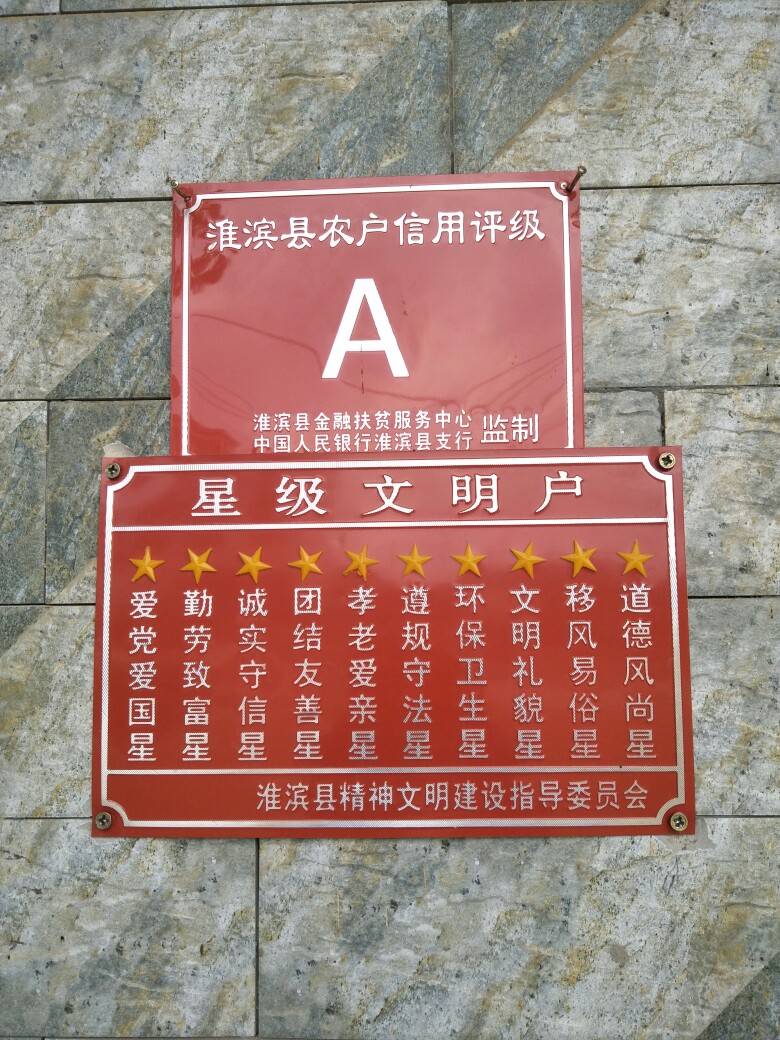 淮滨县农户信用评级
A
淮滨县金融扶贫服务中心
中国人民银行淮滨县支行
监制
星级文明户
爱党爱国星
勤劳致富星
诚实守信星
团结友善星
孝老爱亲星
遵规守法星
环保卫生星
文明礼貌星
移风易俗星
道德风尚星
淮滨县精神文明建设指导委员会